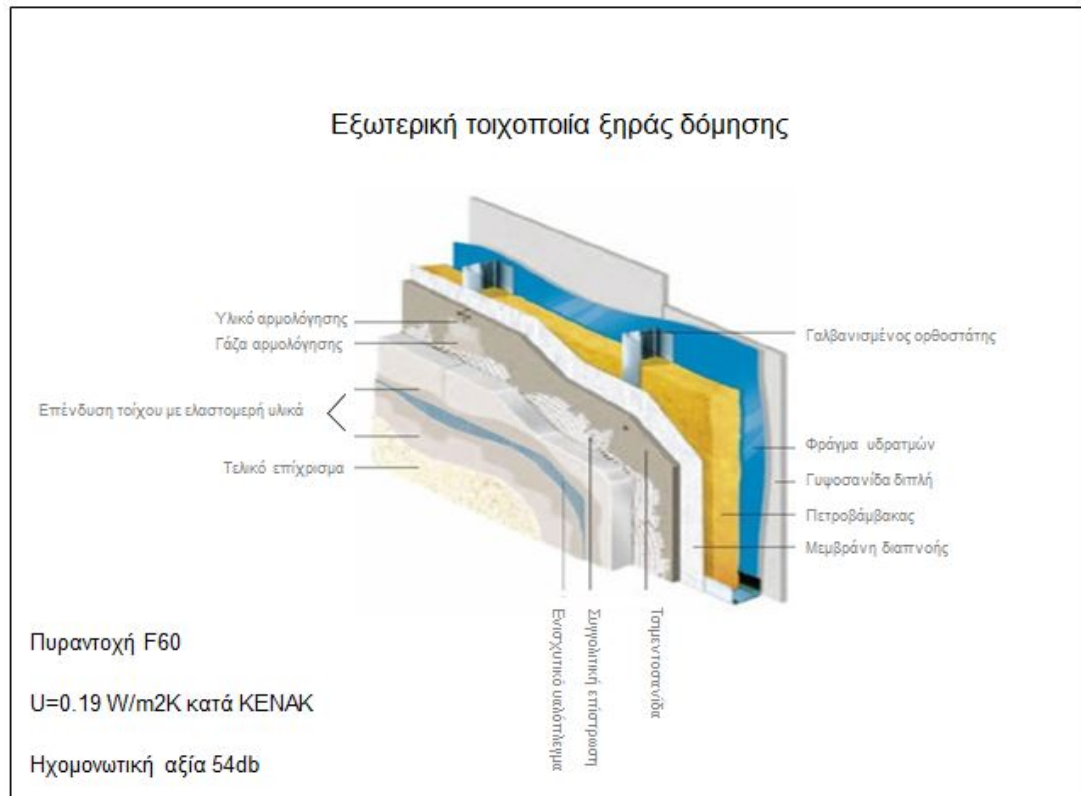 Εξωτερική τοιχοποιία ξηράς δόμησης
Υλικό αρμολόγησης
Γάζα αρμολόγησης
Επένδυση τοίχου με ελαστομερή υλικά
Τελικό επίχρισμα
Γαλβανισμένος ορθοστάτης
Φράγμα υδρατμών
Γυψοσανίδα διπλή
Πετροβάμβακας
Μεμβράνη διαπνοής
Ενισχυτικό υαλόπλεγμα
Συγγολιτική επίστρωση
Τσιμεντοσανίδα
Πυραντοχή F60
U=0.19 W/m2K κατά ΚΕΝΑΚ
Ηχομονωτική αξία 54db